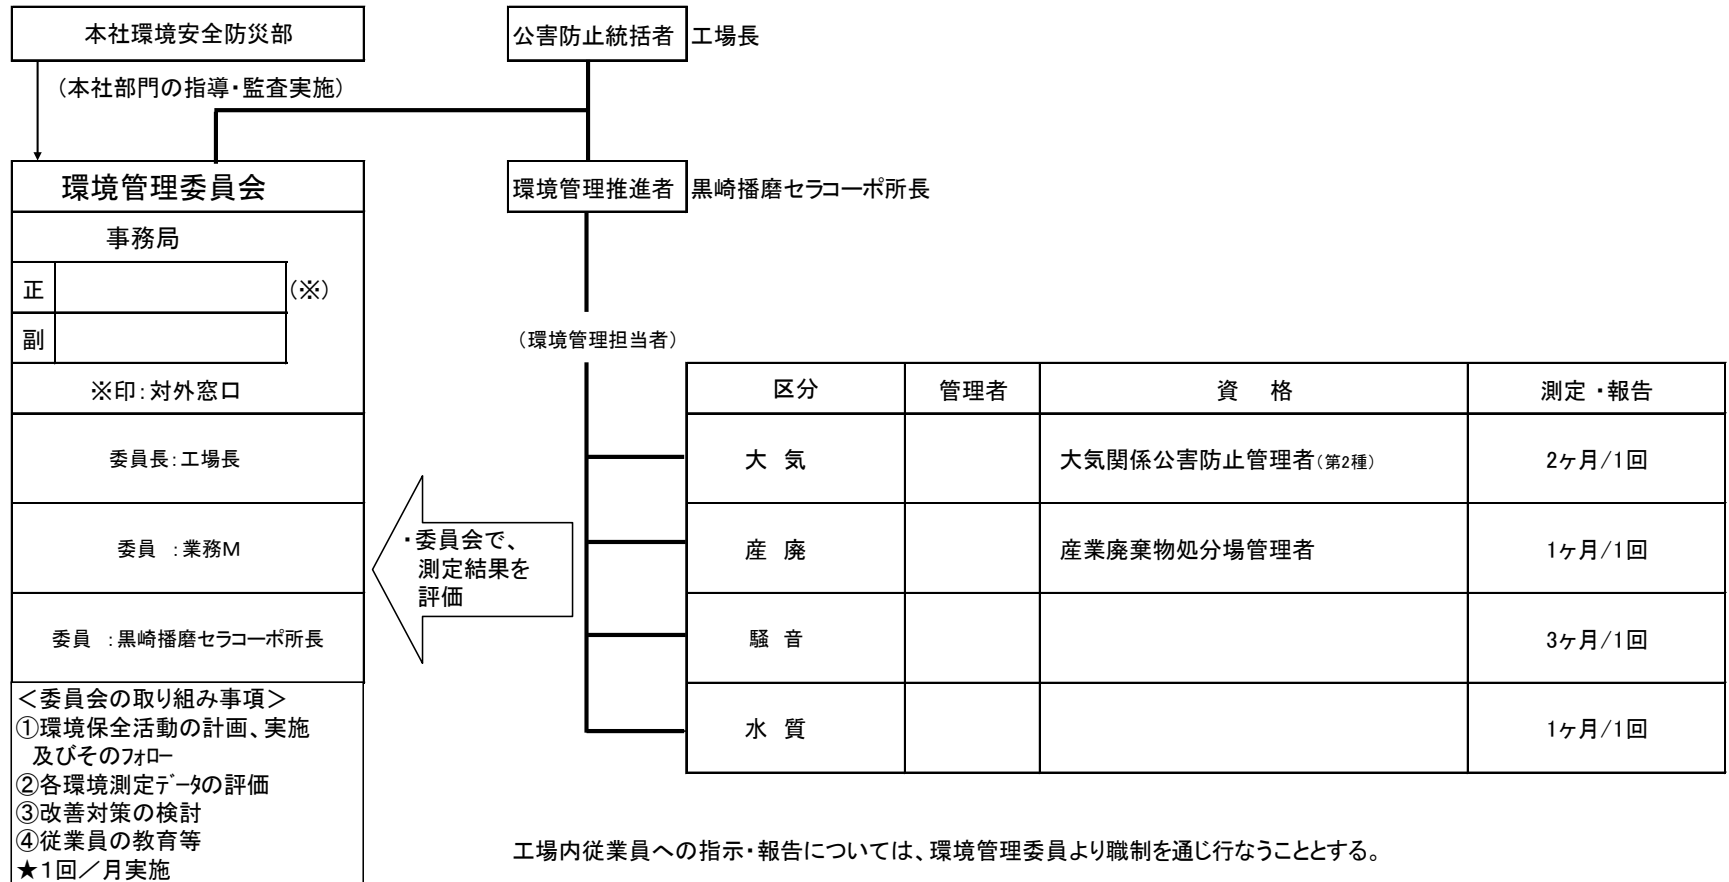 本社環境安全防災部
公害防止統括者 工場長
(本社部門の指導・監査実施)
環境管理委員会
環境管理推進者 黒崎播磨セラコーポ所長
事務局
正 (※)
副
(環境管理担当者)
※印:対外窓口
区分 管理者 資 格 測定 ・報告
委員長:工場長
大 気 大気関係公害防止管理者(第2種) 2ヶ月/1回
・委員会で、
測定結果を
評価
委員 :業務M
産 廃 産業廃棄物処分場管理者 1ヶ月/1回
委員 :黒崎播磨セラコーポ所長
騒 音 3ヶ月/1回
水 質 1ヶ月/1回
<委員会の取り組み事項>
①環境保全活動の計画、実施
及びそのフォロー
②各環境測定データの評価
③改善対策の検討
④従業員の教育等
★1回/月実施
工場内従業員への指示・報告については、環境管理委員より職制を通じ行なうこととする。